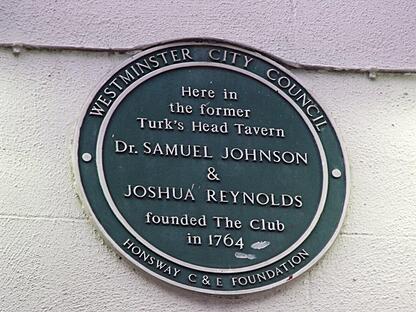 WESTMINSTER CITY COUNCIL
Here in
the former
Turk's Head Tavern
Dr. SAMUEL JOHNSON
&
JOSHUA REYNOLDS
founded The Club
in 1764
HONSWAY C & E FOUNDATION